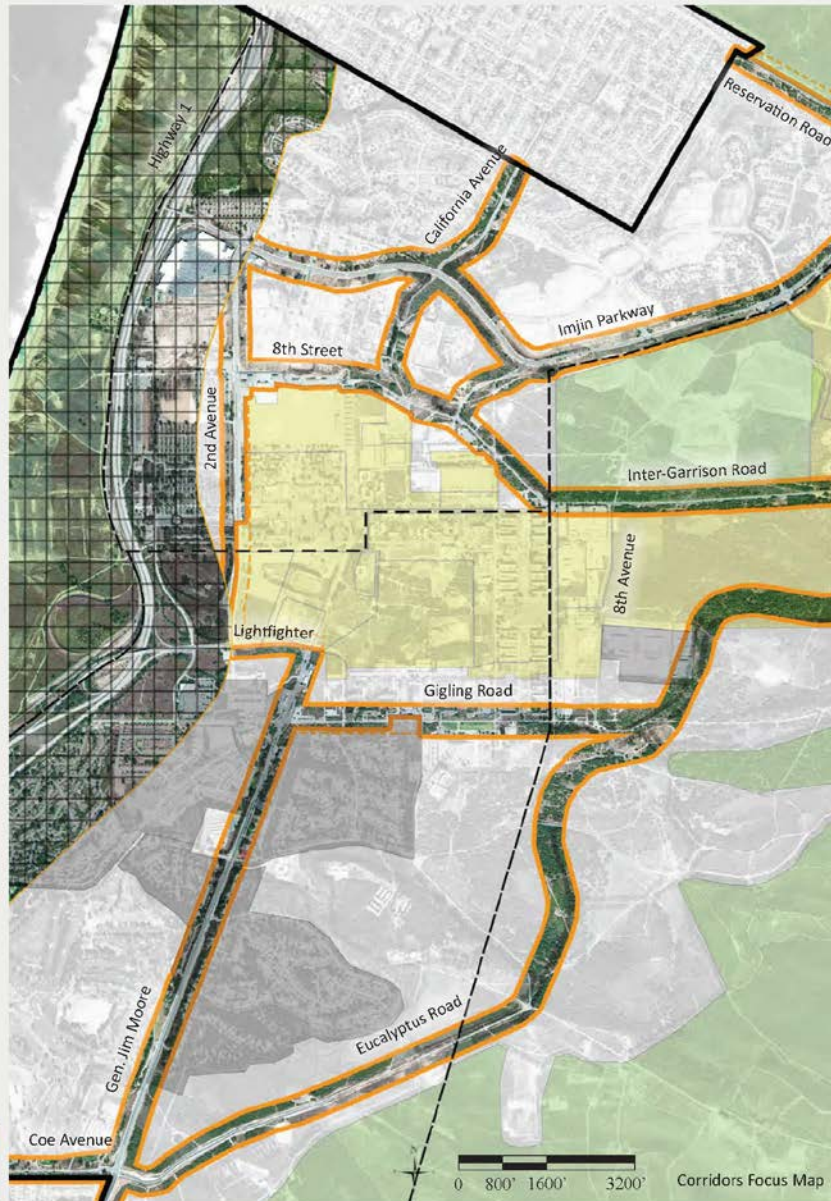 Highway 1
Reservation Road
California Avenue
Imjin Parkway
8th Street
2nd Avenue
Inter-Garrison Road
8th Avenue
Lightfighter
Gigling Road
Gen. Jim Moore
Eucalyptus Road
Coe Avenue
N
0 800' 1600' 3200'
Corridors Focus Map